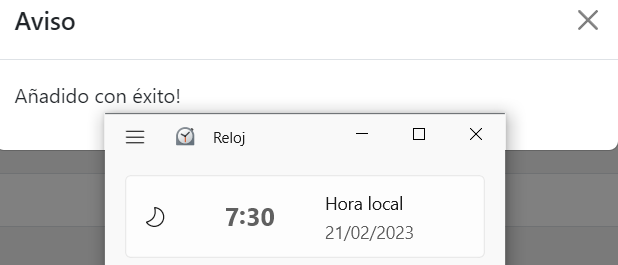 Aviso
Añadido con éxito!
Reloj
7:30
Hora local
21/02/2023